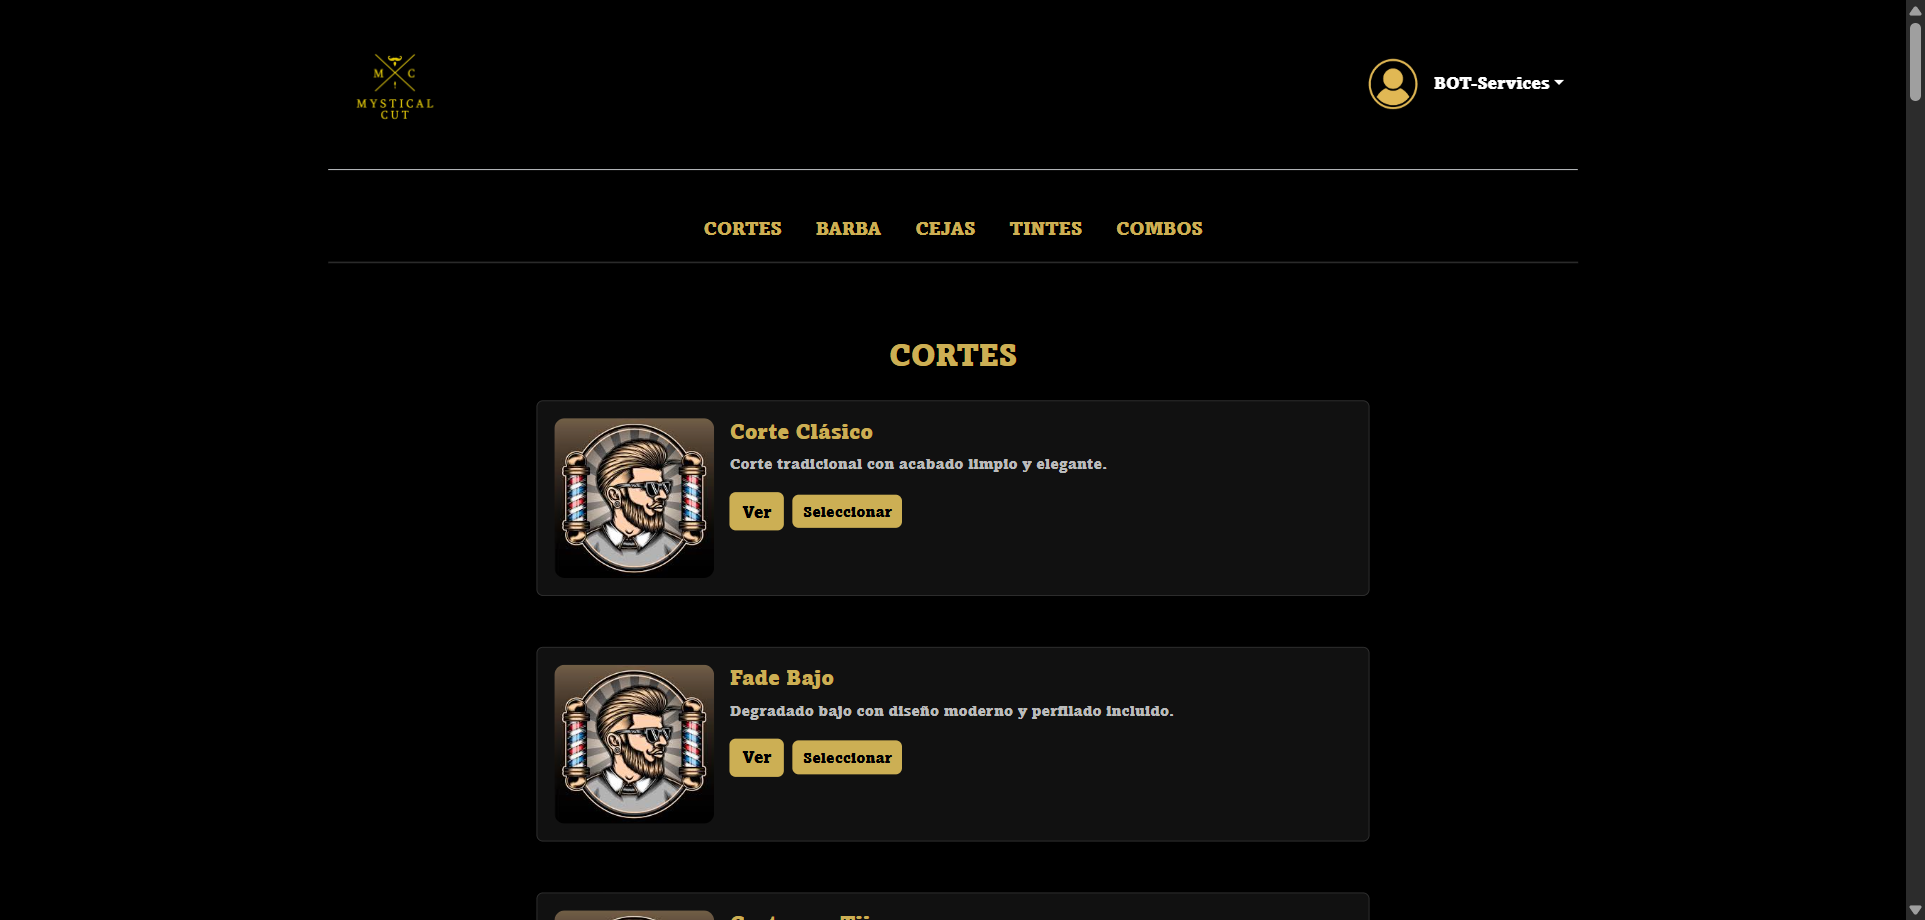 M C
MYSTICAL
CUT
BOT-Services
CORTES BARBA CEJAS TINTES COMBOS
CORTES
Corte Clásico
Corte tradicional con acabado limpio y elegante.
Ver Seleccionar
Fade Bajo
Degradado bajo con diseño moderno y perfilado incluido.
Ver Seleccionar